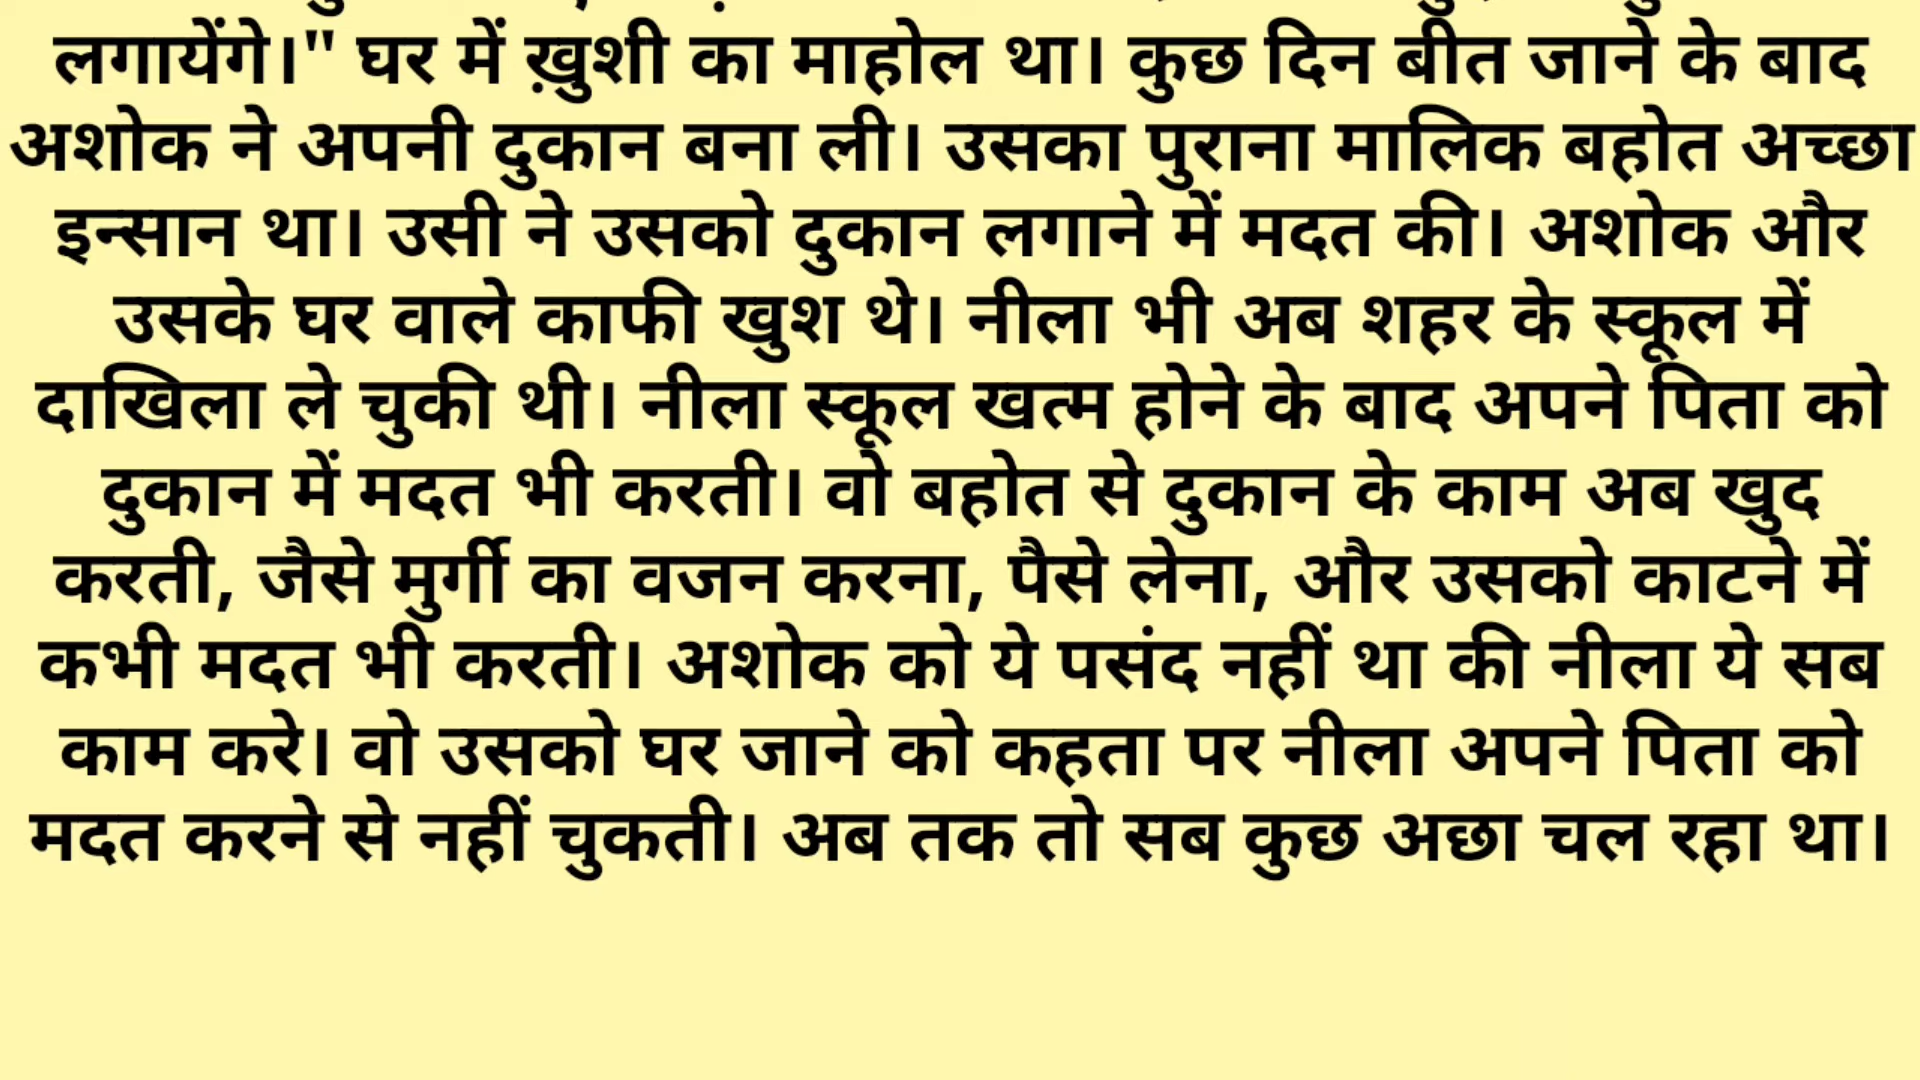 लगायेंगे।" घर में ख़ुशी का माहोल था। कुछ दिन बीत जाने के बाद
अशोक ने अपनी दुकान बना ली। उसका पुराना मालिक बहोत अच्छा
इन्सान था। उसी ने उसको दुकान लगाने में मदत की। अशोक और
उसके घर वाले काफी खुश थे। नीला भी अब शहर के स्कूल में
दाखिला ले चुकी थी। नीला स्कूल खत्म होने के बाद अपने पिता को
दुकान में मदत भी करती। वो बहोत से दुकान के काम अब खुद
करती, जैसे मुर्गी का वजन करना, पैसे लेना, और उसको काटने में
कभी मदत भी करती। अशोक को ये पसंद नहीं था की नीला ये सब
काम करे। वो उसको घर जाने को कहता पर नीला अपने पिता को
मदत करने से नहीं चुकती। अब तक तो सब कुछ अछा चल रहा था।